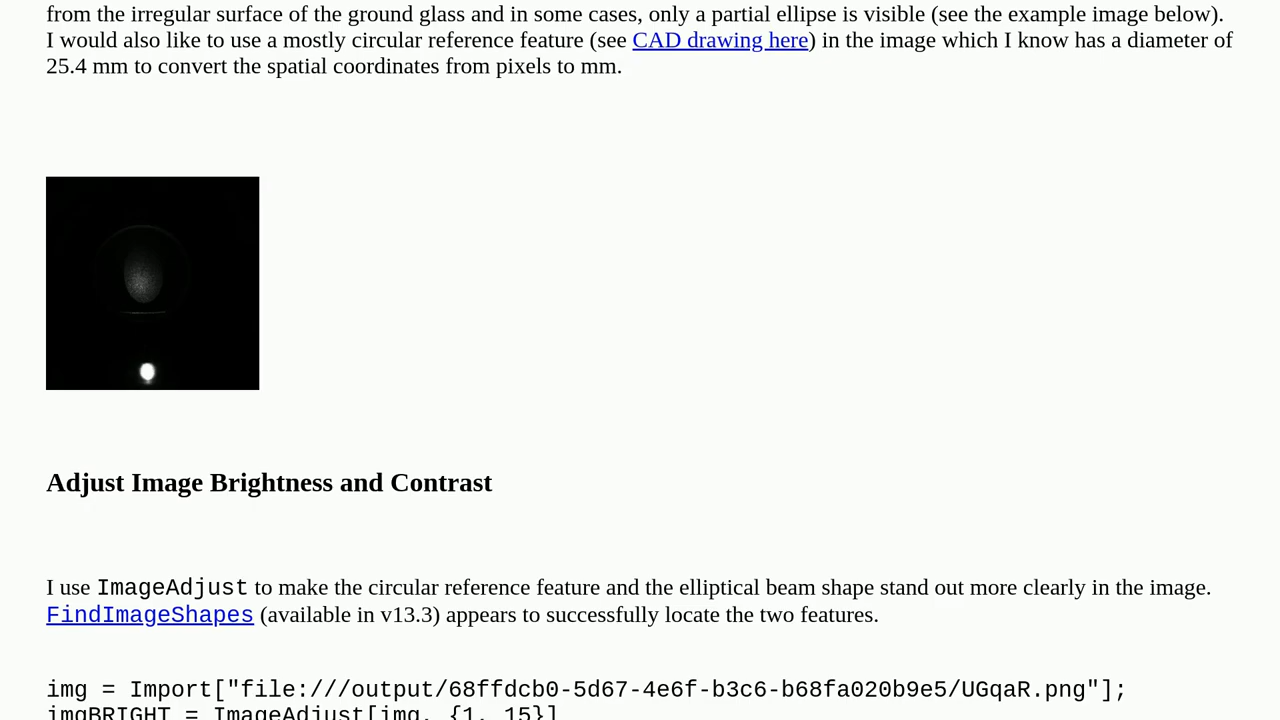 from the irregular surface of the ground glass and in some cases, only a partial ellipse is visible (see the example image below).
I would also like to use a mostly circular reference feature (see CAD drawing here) in the image which I know has a diameter of
25.4 mm to convert the spatial coordinates from pixels to mm.
Adjust Image Brightness and Contrast
I use ImageAdjust to make the circular reference feature and the elliptical beam shape stand out more clearly in the image.
FindImageShapes (available in v13.3) appears to successfully locate the two features.
img = Import["file:///output/68ffdcb0-5d67-4e6f-b3c6-b68fa020b9e5/UGqaR.png"];
imgBRIGHT = ImageAdjust[img, {1, 15}]